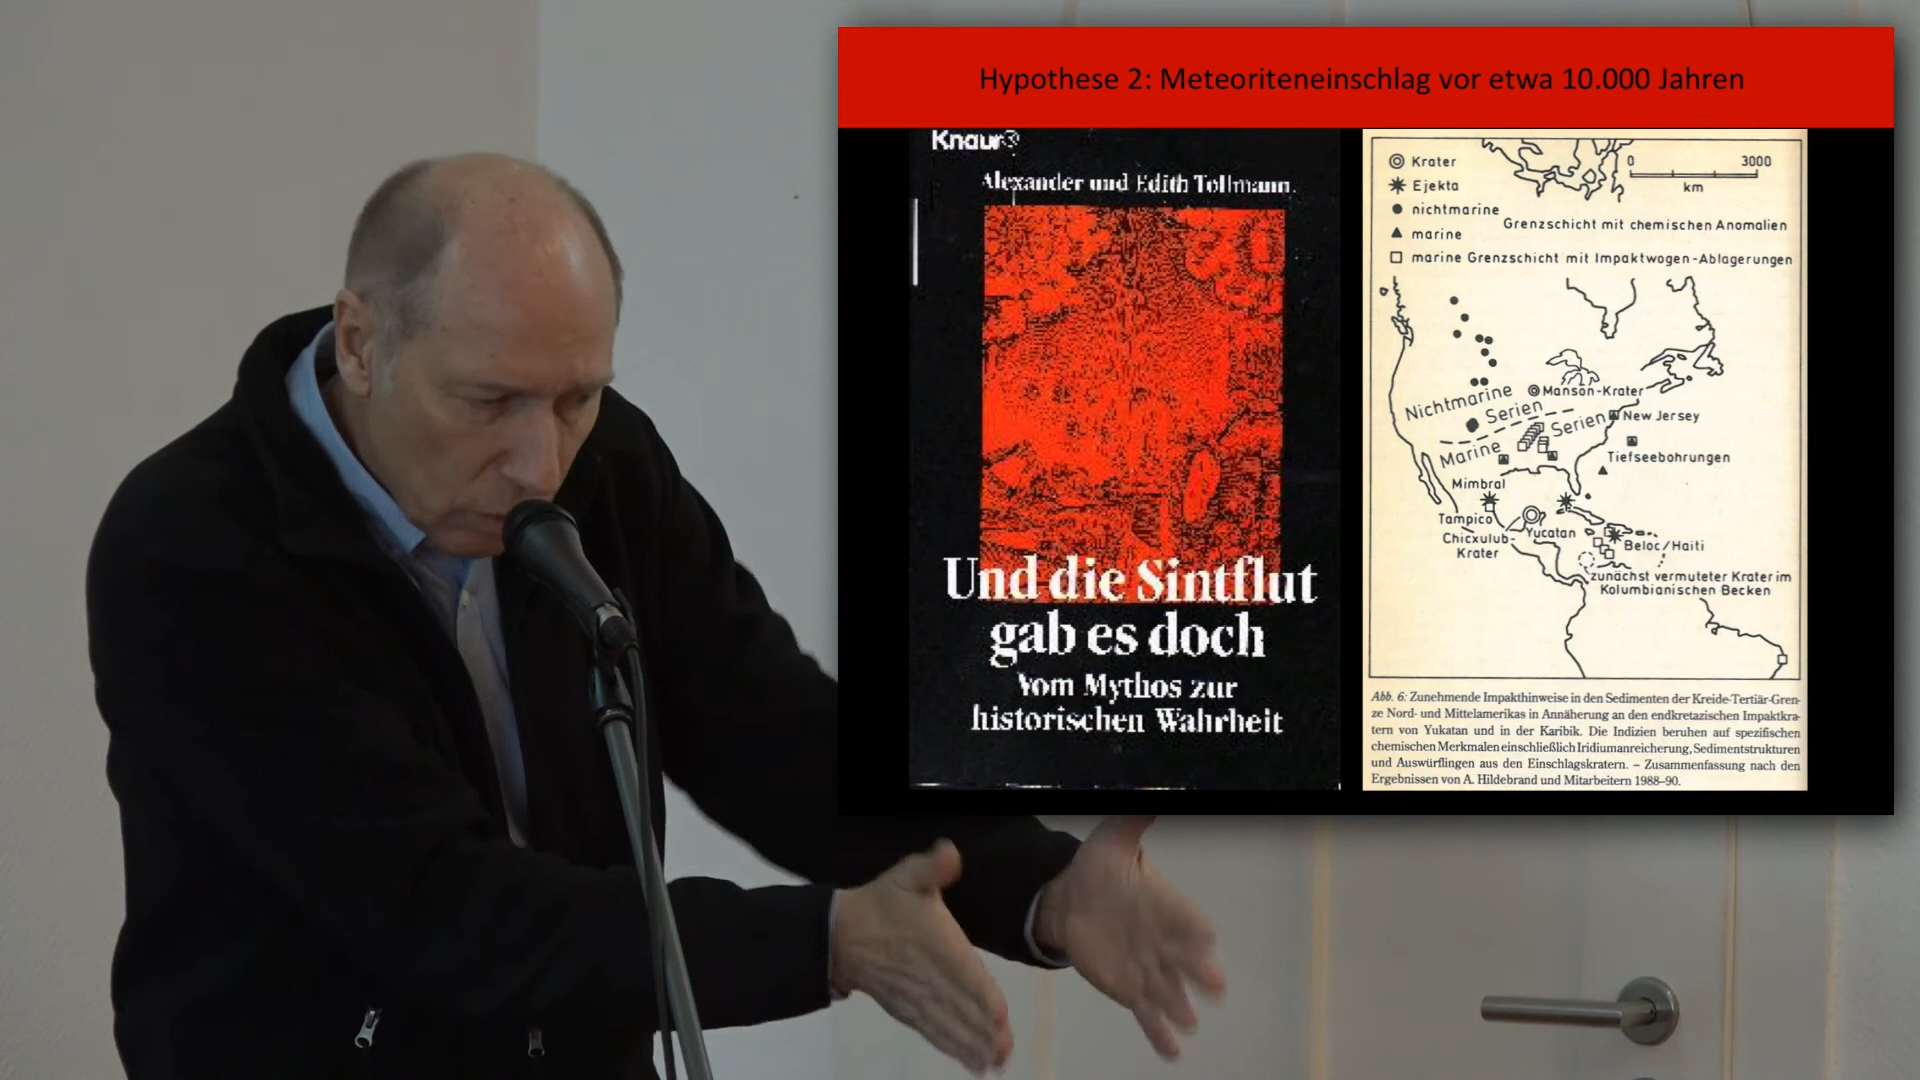 Hypothese 2: Meteoriteneinschlag vor etwa 10.000 Jahren
Knaur
Alexander und Edith Tollmann
Und die Sintflut
gab es doch
Vom Mythos zur
historischen Wahrheit
Krater
Ejekta
nichtmarine
marine
Grenzschicht mit chemischen Anomalien
marine Grenzschicht mit Impaktwogen-Ablagerungen
0 3000
km
Nichtmarine
Serien
Manson-Krater
Marine
Serien
New Jersey
Tiefseebohrungen
Mimbral
Tampico
Yucatan
Chicxulub-
Krater
Beloc/Haiti
zunächst vermuteter Krater im
Kolumbianischen Becken
Abb. 6: Zunehmende Impakthinweise in den Sedimenten der Kreide-Tertiär-Gren-
ze Nord- und Mittelamerikas in Annäherung an den endkretazischen Impaktkra-
tern von Yukatan und in der Karibik. Die Indizien beruhen auf spezifischen
chemischen Merkmalen einschließlich Iridiumanreicherung, Sedimentstrukturen
und Auswürflingen aus den Einschlagskratern. – Zusammenfassung nach den
Ergebnissen von A. Hildebrand und Mitarbeitern 1988–90.